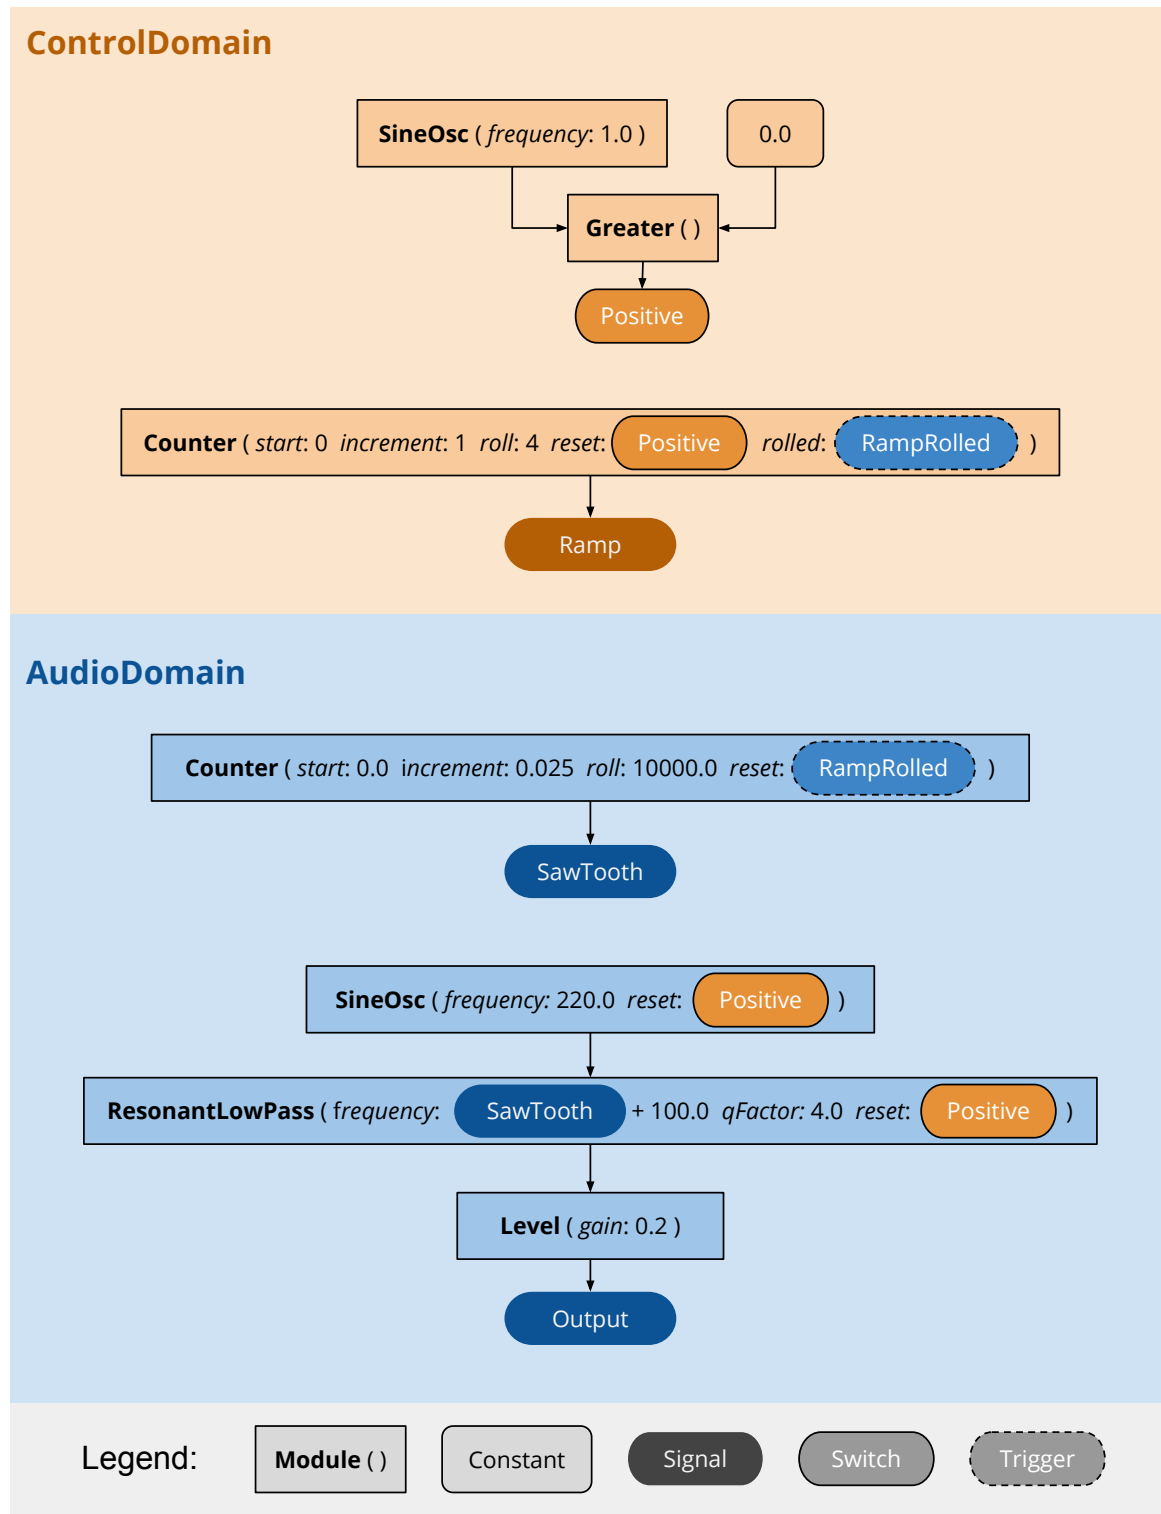 ControlDomain
SineOsc ( frequency: 1.0 )
0.0
Greater ( )
Positive
Counter ( start: 0 increment: 1 roll: 4 reset: Positive rolled: RampRolled )
Ramp
AudioDomain
Counter ( start: 0.0 increment: 0.025 roll: 10000.0 reset: RampRolled )
SawTooth
SineOsc ( frequency: 220.0 reset: Positive )
ResonantLowPass ( frequency: SawTooth + 100.0 qFactor: 4.0 reset: Positive )
Level ( gain: 0.2 )
Output
Legend:
Module ( )
Constant
Signal
Switch
Trigger